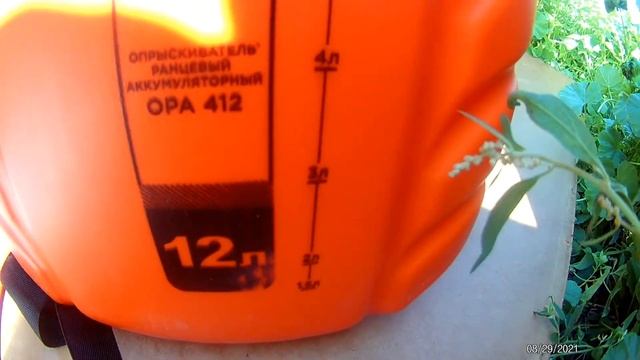 ОПРЫСКИВАТЕЛЬ
РАНЦЕВЫЙ
АККУМУЛЯТОРНЫЙ
ОРА 412
12л
4л
3л
2л
1,5л
08/29/2021